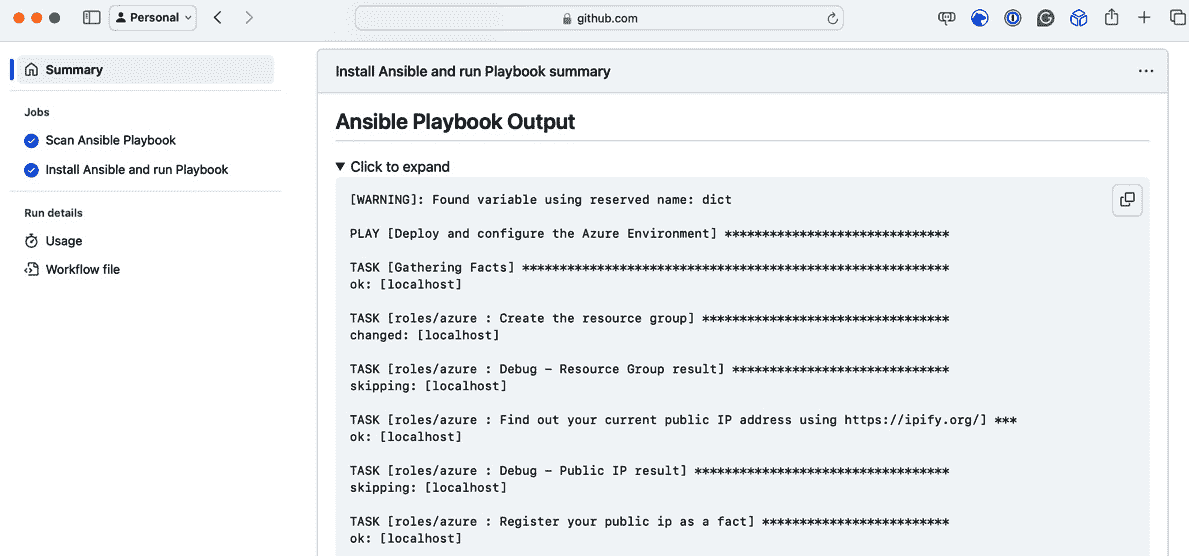 Personal
github.com
Summary
Jobs
Scan Ansible Playbook
Install Ansible and run Playbook
Run details
Usage
Workflow file
Install Ansible and run Playbook summary
Ansible Playbook Output
Click to expand
[WARNING]: Found variable using reserved name: dict
PLAY [Deploy and configure the Azure Environment] ******************************
TASK [Gathering Facts] *********************************************************
ok: [localhost]
TASK [roles/azure : Create the resource group] *********************************
changed: [localhost]
TASK [roles/azure : Debug - Resource Group result] *****************************
skipping: [localhost]
TASK [roles/azure : Find out your current public IP address using https://ipify.org/] ***
ok: [localhost]
TASK [roles/azure : Debug - Public IP result] **********************************
skipping: [localhost]
TASK [roles/azure : Register your public ip as a fact] *************************
ok: [localhost]